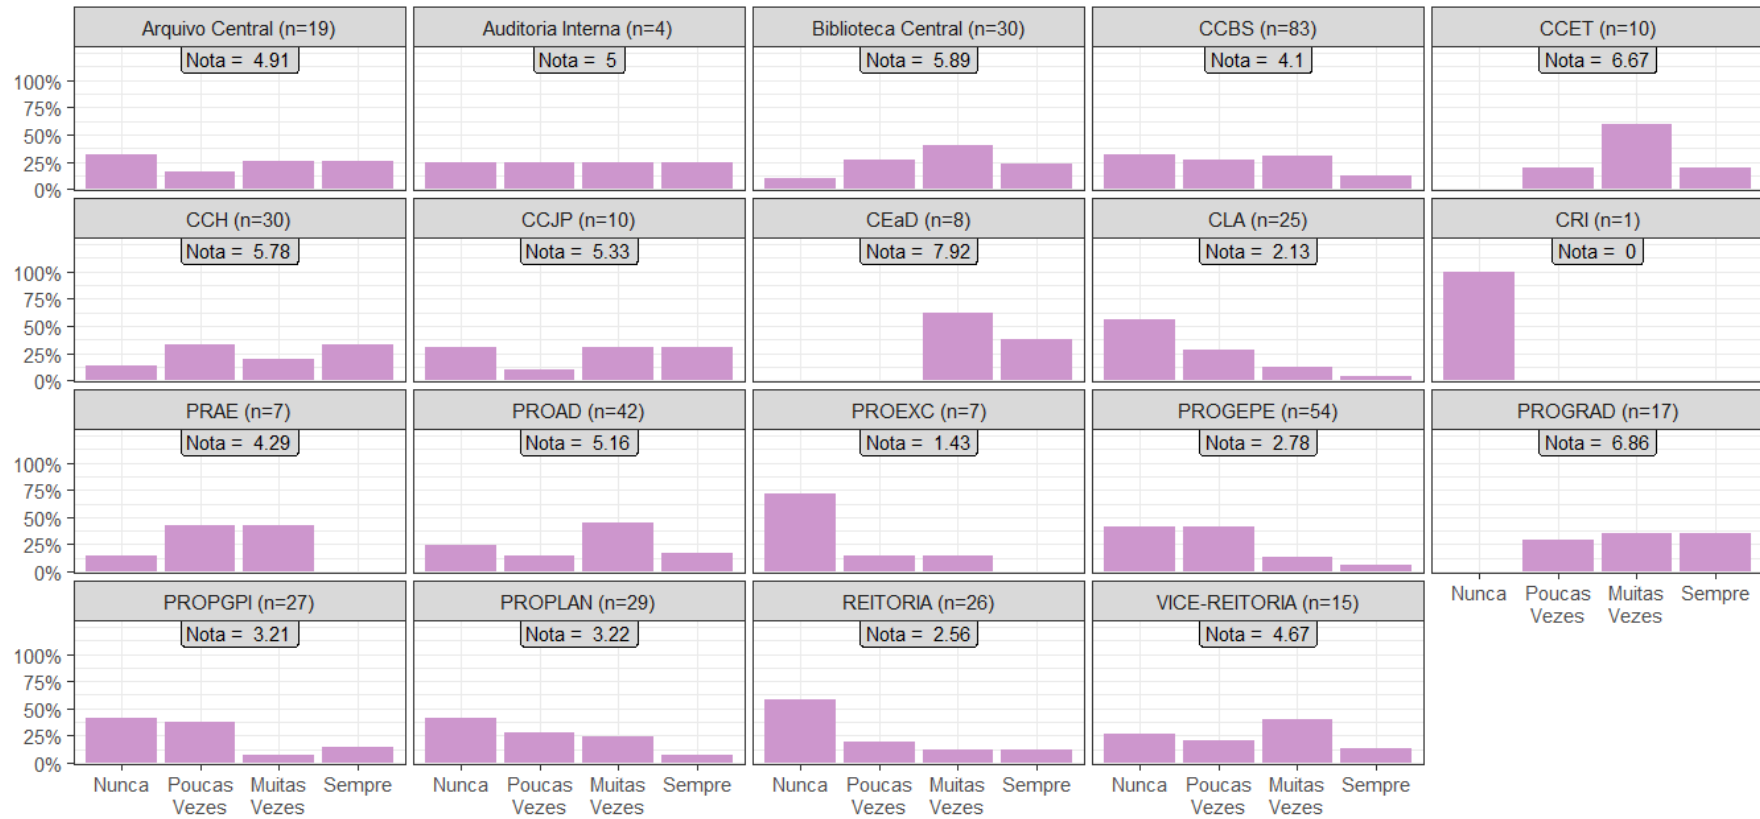 Arquivo Central (n=19)
Auditoria Interna (n=4)
Biblioteca Central (n=30)
CCBS (n=83)
CCET (n=10)
Nota = 4.91
Nota = 5
Nota = 5.89
Nota = 4.1
Nota = 6.67
100%
75%
50%
25%
0%
CCH (n=30)
CCJP (n=10)
CEaD (n=8)
CLA (n=25)
CRI (n=1)
Nota = 5.78
Nota = 5.33
Nota = 7.92
Nota = 2.13
Nota = 0
100%
75%
50%
25%
0%
PRAE (n=7)
PROAD (n=42)
PROEXC (n=7)
PROGEPE (n=54)
PROGRAD (n=17)
Nota = 4.29
Nota = 5.16
Nota = 1.43
Nota = 2.78
Nota = 6.86
100%
75%
50%
25%
0%
Nunca
Poucas
Vezes
Muitas
Vezes
Sempre
PROPGPI (n=27)
PROPLAN (n=29)
REITORIA (n=26)
VICE-REITORIA (n=15)
Nota = 3.21
Nota = 3.22
Nota = 2.56
Nota = 4.67
100%
75%
50%
25%
0%
Nunca
Poucas
Vezes
Muitas
Vezes
Sempre
Nunca
Poucas
Vezes
Muitas
Vezes
Sempre
Nunca
Poucas
Vezes
Muitas
Vezes
Sempre
Nunca
Poucas
Vezes
Muitas
Vezes
Sempre